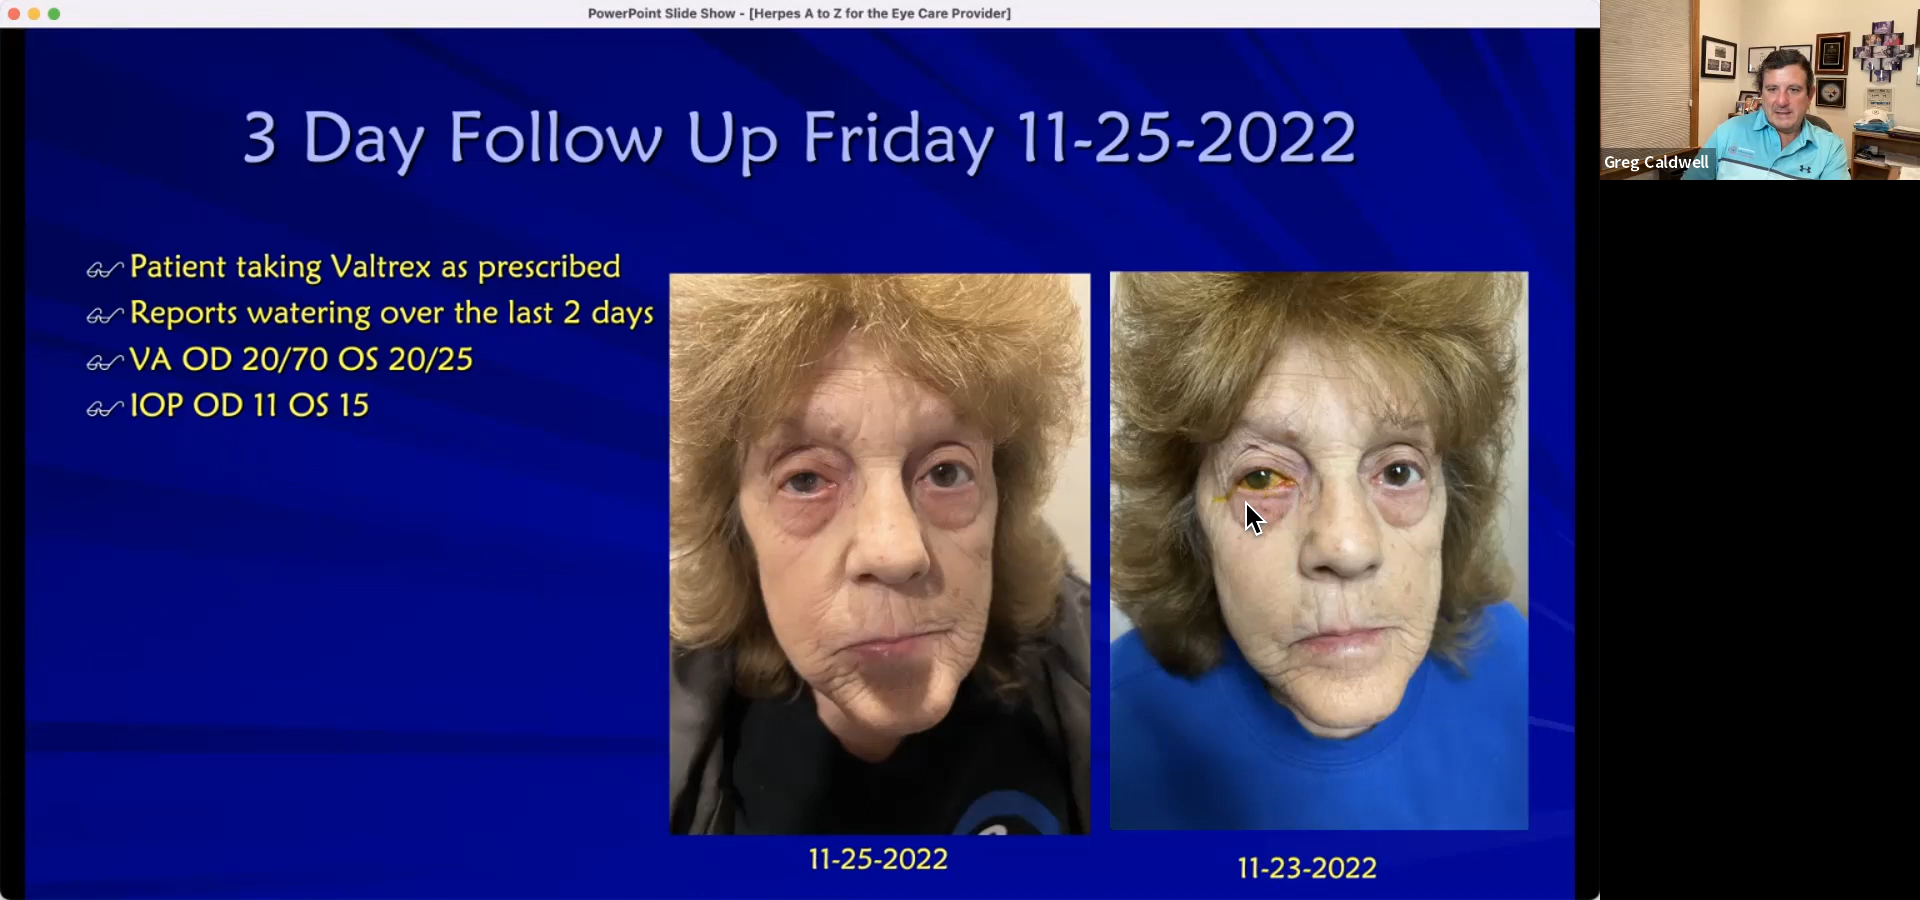 PowerPoint Slide Show - [Herpes A to Z for the Eye Care Provider]
3 Day Follow Up Friday 11-25-2022
Patient taking Valtrex as prescribed
Reports watering over the last 2 days
VA OD 20/70 OS 20/25
IOP OD 11 OS 15
11-25-2022
11-23-2022
Greg Caldwell